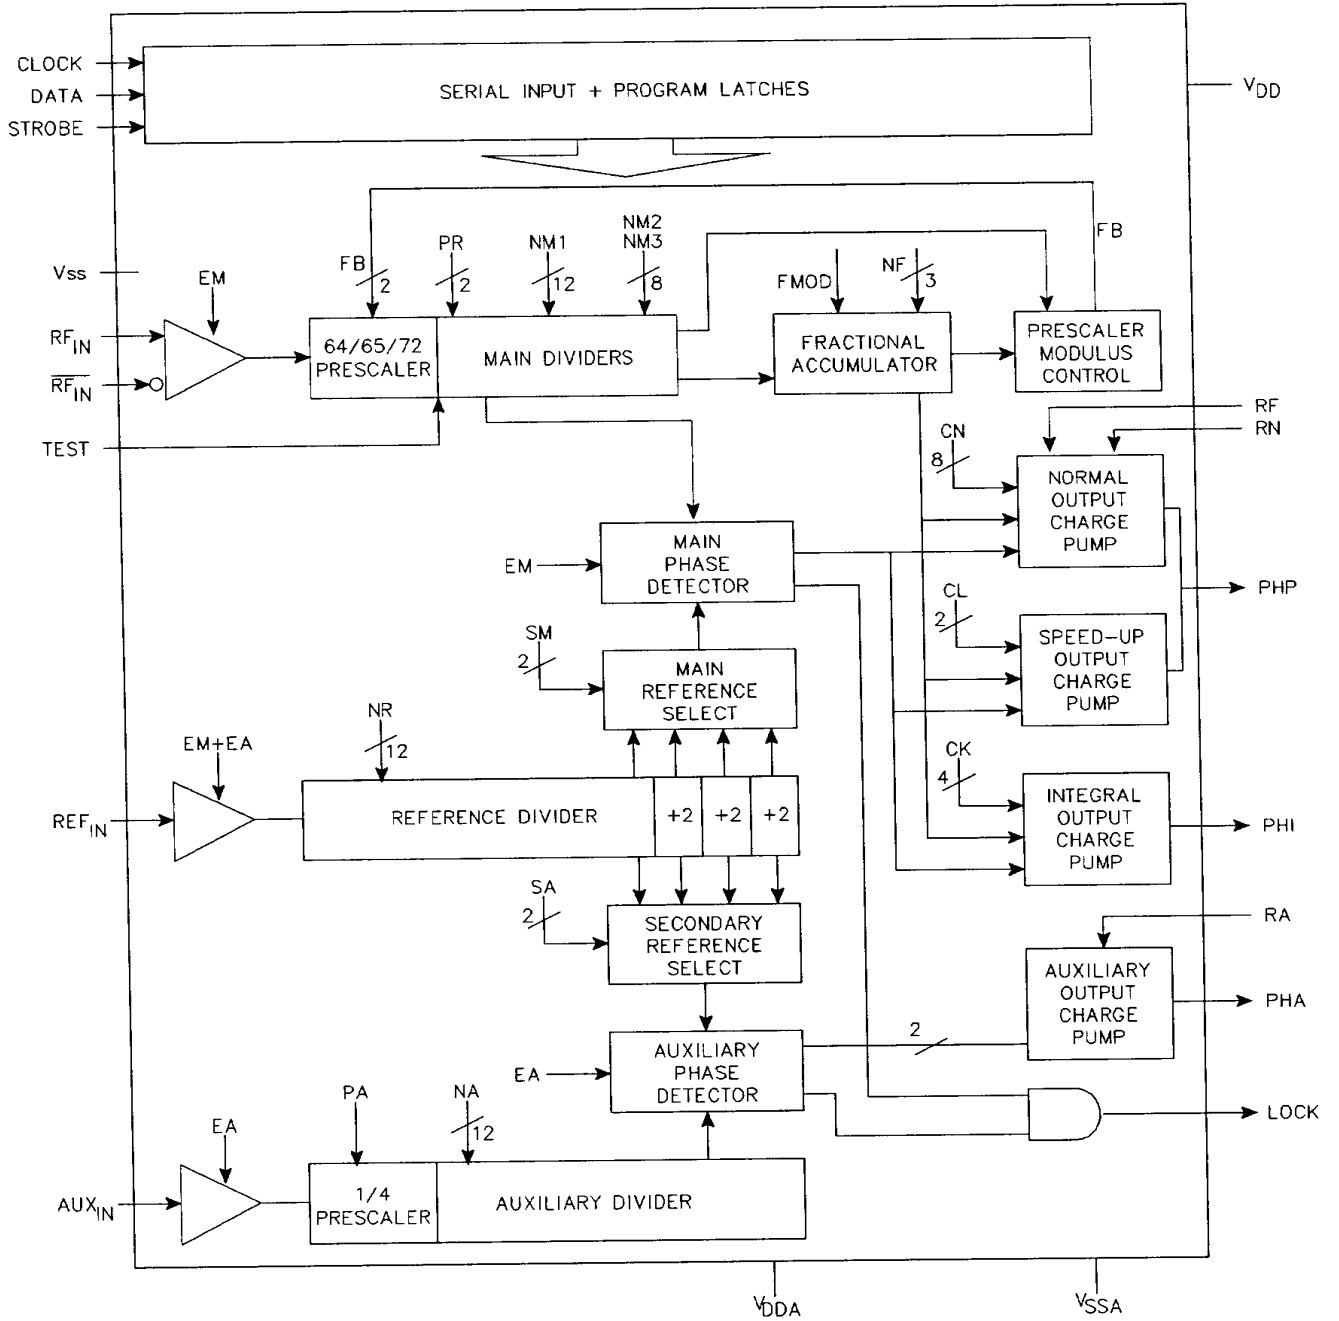 CLOCK
DATA
STROBE
SERIAL INPUT + PROGRAM LATCHES
VDD
Vss
FB
2
PR
2
NM1
12
NM2
NM3
8
FMOD
NF
3
FB
EM
RFIN
RFIN
64/65/72
PRESCALER
MAIN DIVIDERS
FRACTIONAL
ACCUMULATOR
PRESCALER
MODULUS
CONTROL
TEST
RF
RN
CN
8
NORMAL
OUTPUT
CHARGE
PUMP
EM
MAIN
PHASE
DETECTOR
PHP
CL
2
SPEED-UP
OUTPUT
CHARGE
PUMP
SM
2
MAIN
REFERENCE
SELECT
NR
12
EM+EA
REFIN
REFERENCE DIVIDER
+2
+2
+2
CK
4
INTEGRAL
OUTPUT
CHARGE
PUMP
PHI
SA
2
SECONDARY
REFERENCE
SELECT
RA
AUXILIARY
OUTPUT
CHARGE
PUMP
PHA
2
EA
AUXILIARY
PHASE
DETECTOR
LOCK
EA
PA
NA
12
AUXIN
1/4
PRESCALER
AUXILIARY DIVIDER
VDDA
VSSA